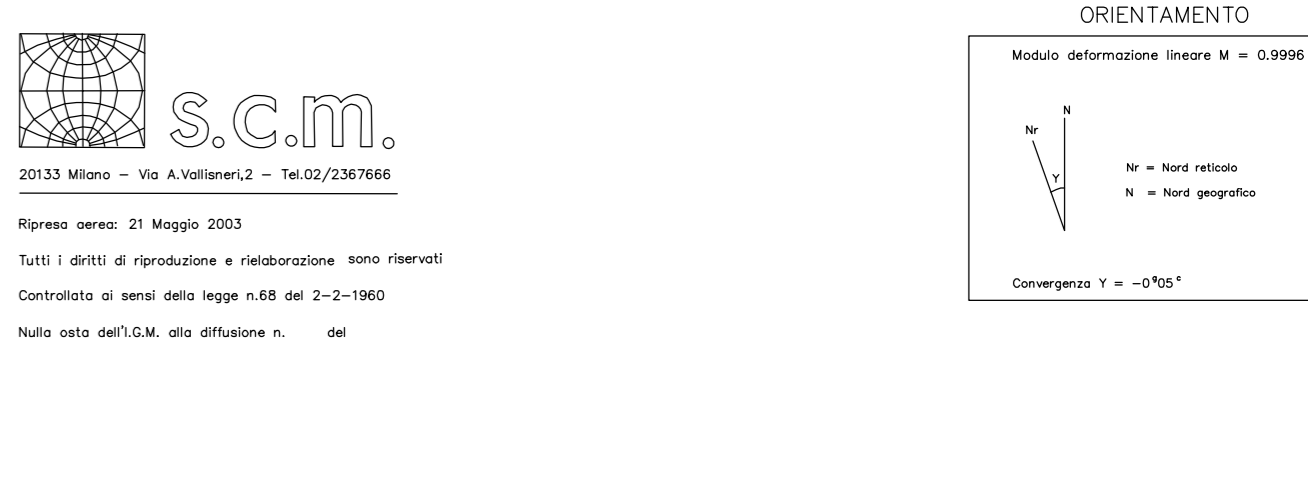 s.c.m.
20133 Milano – Via A.Vallisneri,2 – Tel.02/2367666
Ripresa aerea: 21 Maggio 2003
Tutti i diritti di riproduzione e rielaborazione sono riservati
Controllata ai sensi della legge n.68 del 2–2–1960
Nulla osta dell'I.G.M. alla diffusione n. del
ORIENTAMENTO
Modulo deformazione lineare M = 0.9996
N
Nr
Y
Nr = Nord reticolo
N = Nord geografico
Convergenza Y = –0ᵍ05ᶜ